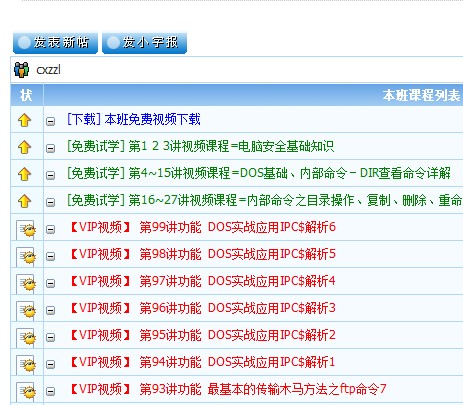 发表新帖 发小字报
cxzzl
状 本班课程列表
[下载] 本班免费视频下载
[免费试学] 第1 2 3讲视频课程=电脑安全基础知识
[免费试学] 第4~15讲视频课程=DOS基础、内部命令－DIR查看命令详解
[免费试学] 第16~27讲视频课程=内部命令之目录操作、复制、删除、重命
【VIP视频】 第99讲功能 DOS实战应用IPC$解析6
【VIP视频】 第98讲功能 DOS实战应用IPC$解析5
【VIP视频】 第97讲功能 DOS实战应用IPC$解析4
【VIP视频】 第96讲功能 DOS实战应用IPC$解析3
【VIP视频】 第95讲功能 DOS实战应用IPC$解析2
【VIP视频】 第94讲功能 DOS实战应用IPC$解析1
【VIP视频】 第93讲功能 最基本的传输木马方法之ftp命令7